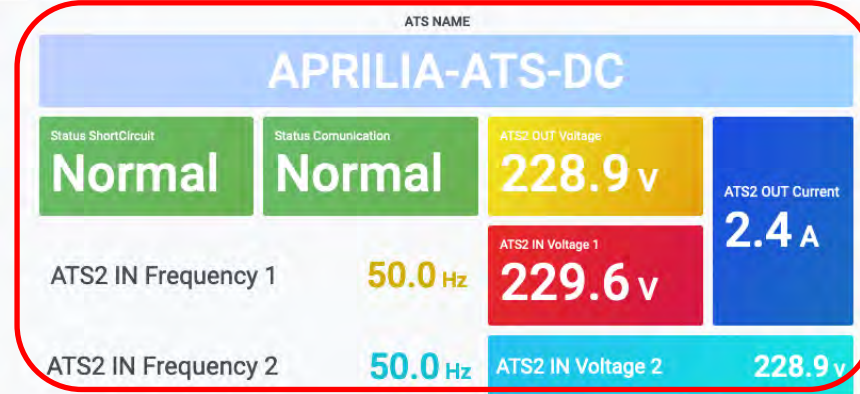 ATS NAME
APRILIA-ATS-DC
Status ShortCircuit
Normal
Status Comunication
Normal
ATS2 OUT Voltage
228.9 V
ATS2 OUT Current
2.4 A
ATS2 IN Frequency 1
50.0 Hz
ATS2 IN Voltage 1
229.6 V
ATS2 IN Frequency 2
50.0 Hz
ATS2 IN Voltage 2
228.9 V